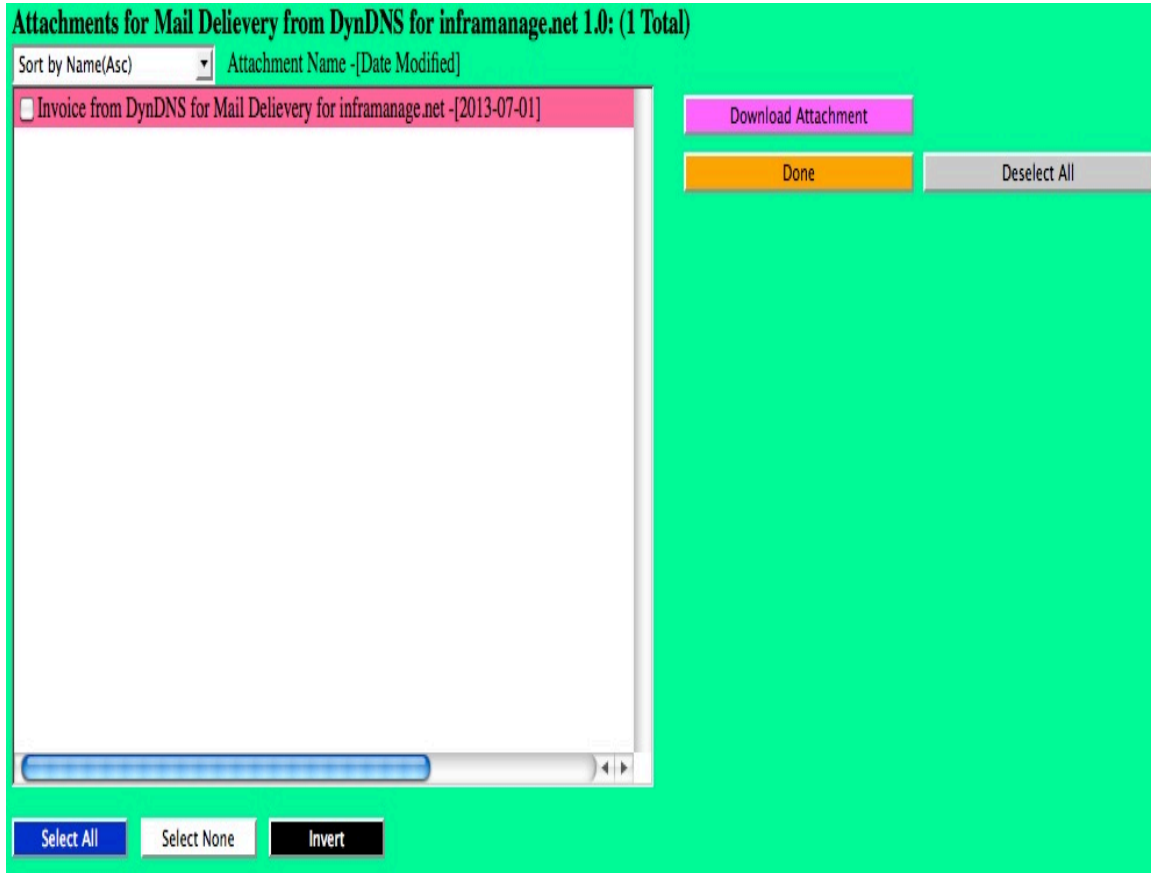 Attachments for Mail Delievery from DynDNS for inframanage.net 1.0: (1 Total)
Sort by Name(Asc) Attachment Name -[Date Modified]
Invoice from DynDNS for Mail Delievery for inframanage.net -[2013-07-01]
Download Attachment
Done Deselect All
Select All Select None Invert